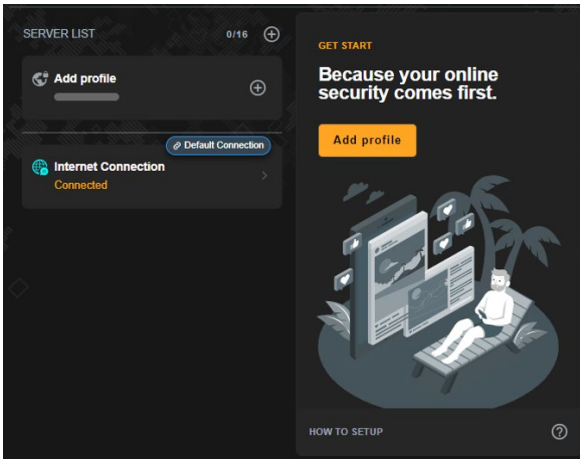 SERVER LIST
0/16
Add profile
Default Connection
Internet Connection
Connected
GET START
Because your online
security comes first.
Add profile
HOW TO SETUP